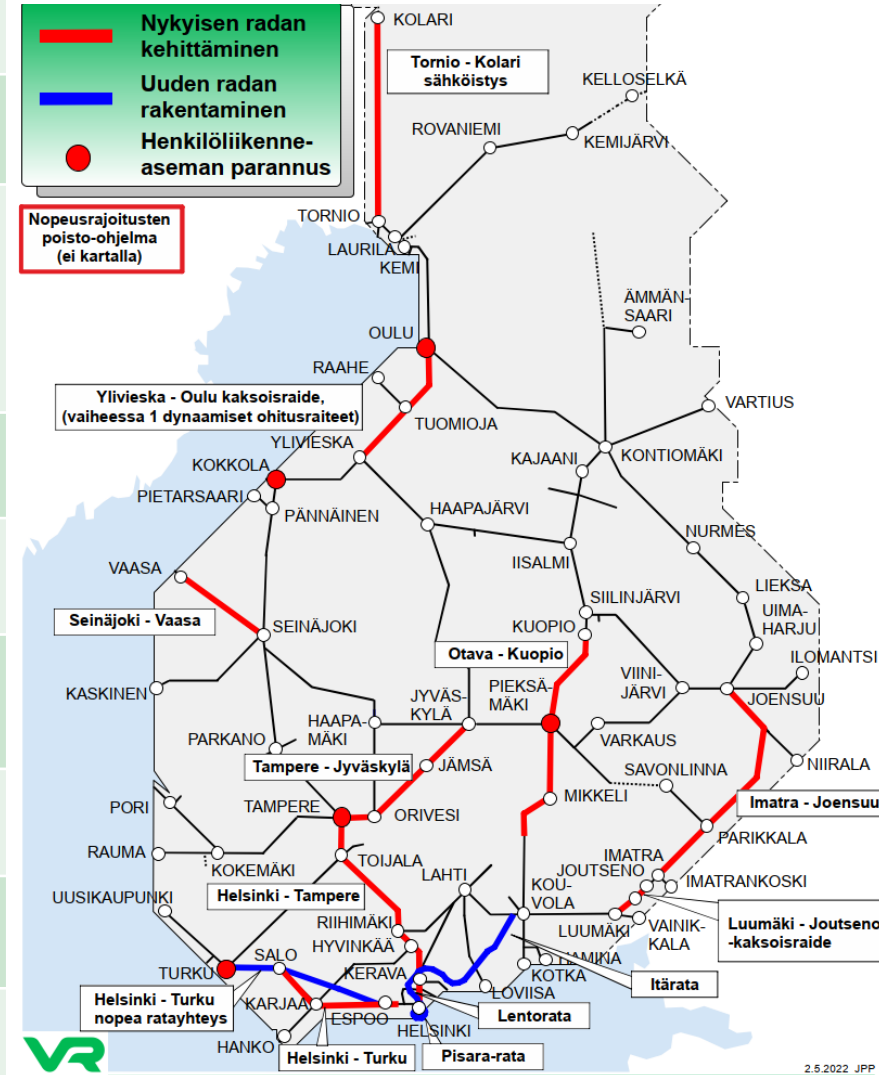 Nykyisen radan
kehittäminen
Uuden radan
rakentaminen
Henkilöliikenne-
aseman parannus
Nopeusrajoitusten
poisto-ohjelma
(ei kartalla)
KOLARI
Tornio - Kolari
sähköistys
KELLOSELKÄ
ROVANIEMI
KEMIJÄRVI
TORNIO
LAURILA
KEMI
ÄMMÄN-
SAARI
OULU
RAAHE
Ylivieska - Oulu kaksoisraide,
(vaiheessa 1 dynaamiset ohitusraiteet)
TUOMIOJA
VARTIUS
YLIVIESKA
KONTIOMÄKI
KOKKOLA
KAJAANI
PIETARSAARI
PÄNNÄINEN
HAAPAJÄRVI
NURMES
IISALMI
VAASA
LIEKSA
SIILINJÄRVI
UIMA-
HARJU
Seinäjoki - Vaasa
SEINÄJOKI
KUOPIO
Otava - Kuopio
ILOMANTSI
VIINI-
JÄRVI
KASKINEN
PIEKSÄ-
MÄKI
JOENSUU
JYVÄS-
KYLÄ
HAAPA-
MÄKI
PARKANO
VARKAUS
Tampere - Jyväskylä
JÄMSÄ
SAVONLINNA
NIIRALA
PORI
TAMPERE
ORIVESI
MIKKELI
Imatra - Joensuu
PARIKKALA
RAUMA
KOKEMÄKI
TOIJALA
IMATRA
JOUTSENO
IMATRANKOSKI
LAHTI
UUSIKAUPUNKI
Helsinki - Tampere
KOU-
VOLA
RIIHIMÄKI
LUUMÄKI
VAINIK-
KALA
Luumäki - Joutseno
-kaksoisraide
HYVINKÄÄ
SALO
KERAVA
HAMINA
TURKU
KOTKA
Itärata
LOVIISA
Helsinki - Turku
nopea ratayhteys
KARJAA
ESPOO
Lentorata
HELSINKI
HANKO
Helsinki - Turku
Pisara-rata
VR
2.5.2022 JPP